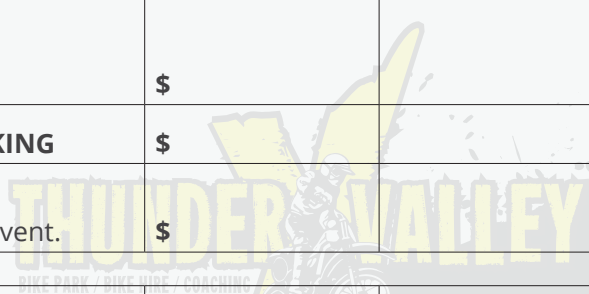 $
KING $
vent. $
THUNDER VALLEY
BIKE PARK / BIKE HIRE / COACHING